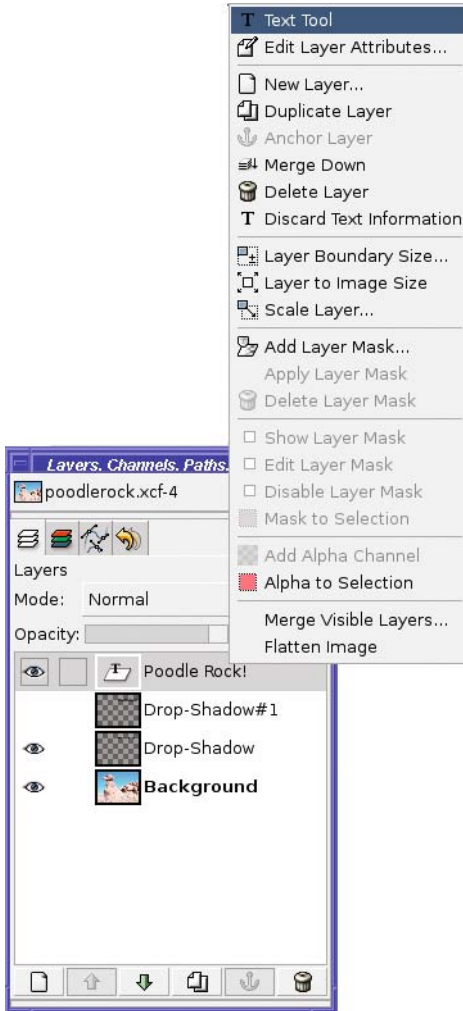 T Text Tool
Edit Layer Attributes...
New Layer...
Duplicate Layer
Anchor Layer
Merge Down
Delete Layer
T Discard Text Information
Layer Boundary Size...
Layer to Image Size
Scale Layer...
Add Layer Mask...
Apply Layer Mask
Delete Layer Mask
Show Layer Mask
Edit Layer Mask
Disable Layer Mask
Mask to Selection
Add Alpha Channel
Alpha to Selection
Merge Visible Layers...
Flatten Image
Layers, Channels, Paths,
poodlerock.xcf-4
Layers
Mode: Normal
Opacity:
T Poodle Rock!
Drop-Shadow#1
Drop-Shadow
Background